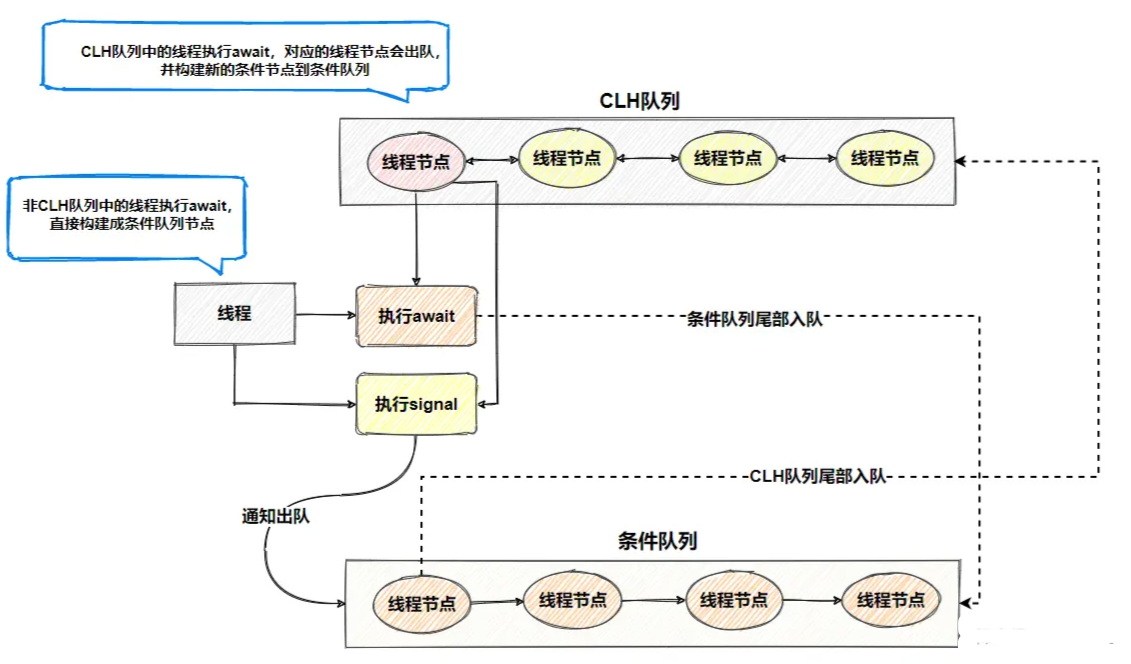 CLH队列中的线程执行await，对应的线程节点会出队，
并构建新的条件节点到条件队列
CLH队列
线程节点
线程节点
线程节点
线程节点
非CLH队列中的线程执行await，
直接构建成条件队列节点
线程
执行await
条件队列尾部入队
执行signal
CLH队列尾部入队
通知出队
条件队列
线程节点
线程节点
线程节点
线程节点